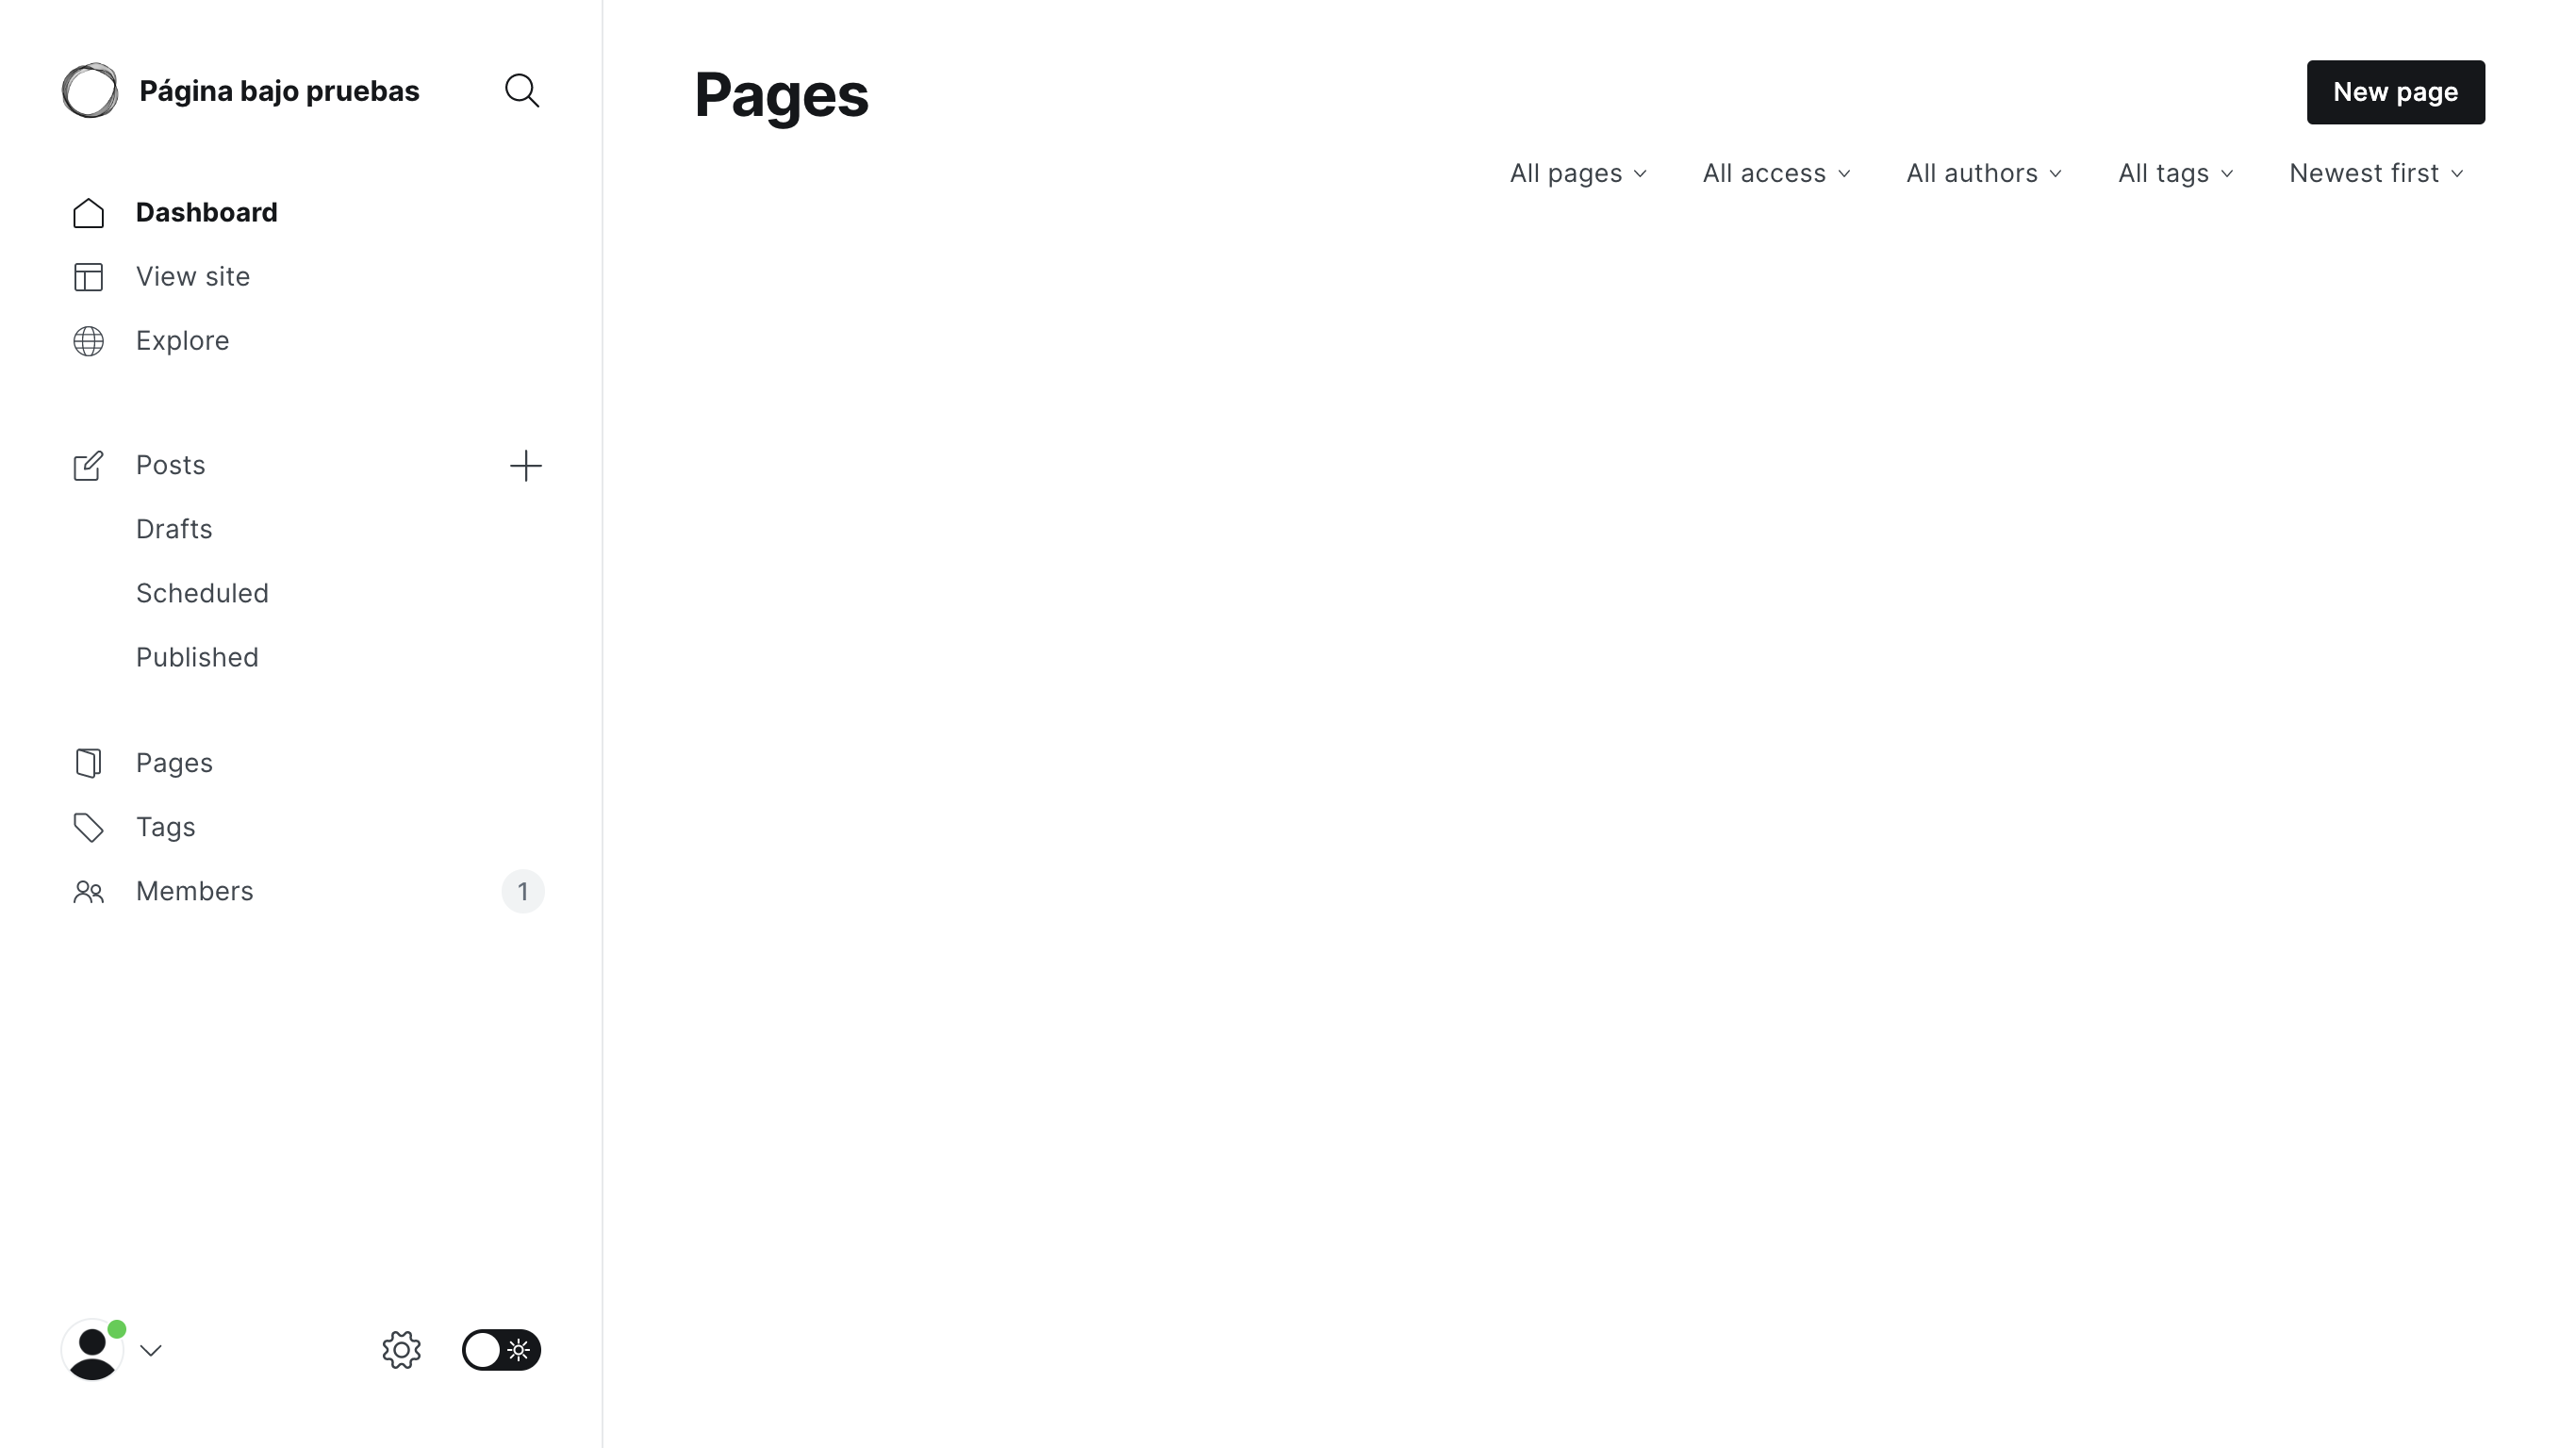 Página bajo pruebas
Dashboard
View site
Explore
Posts
Drafts
Scheduled
Published
Pages
Tags
Members 1
Pages
New page
All pages All access All authors All tags Newest first